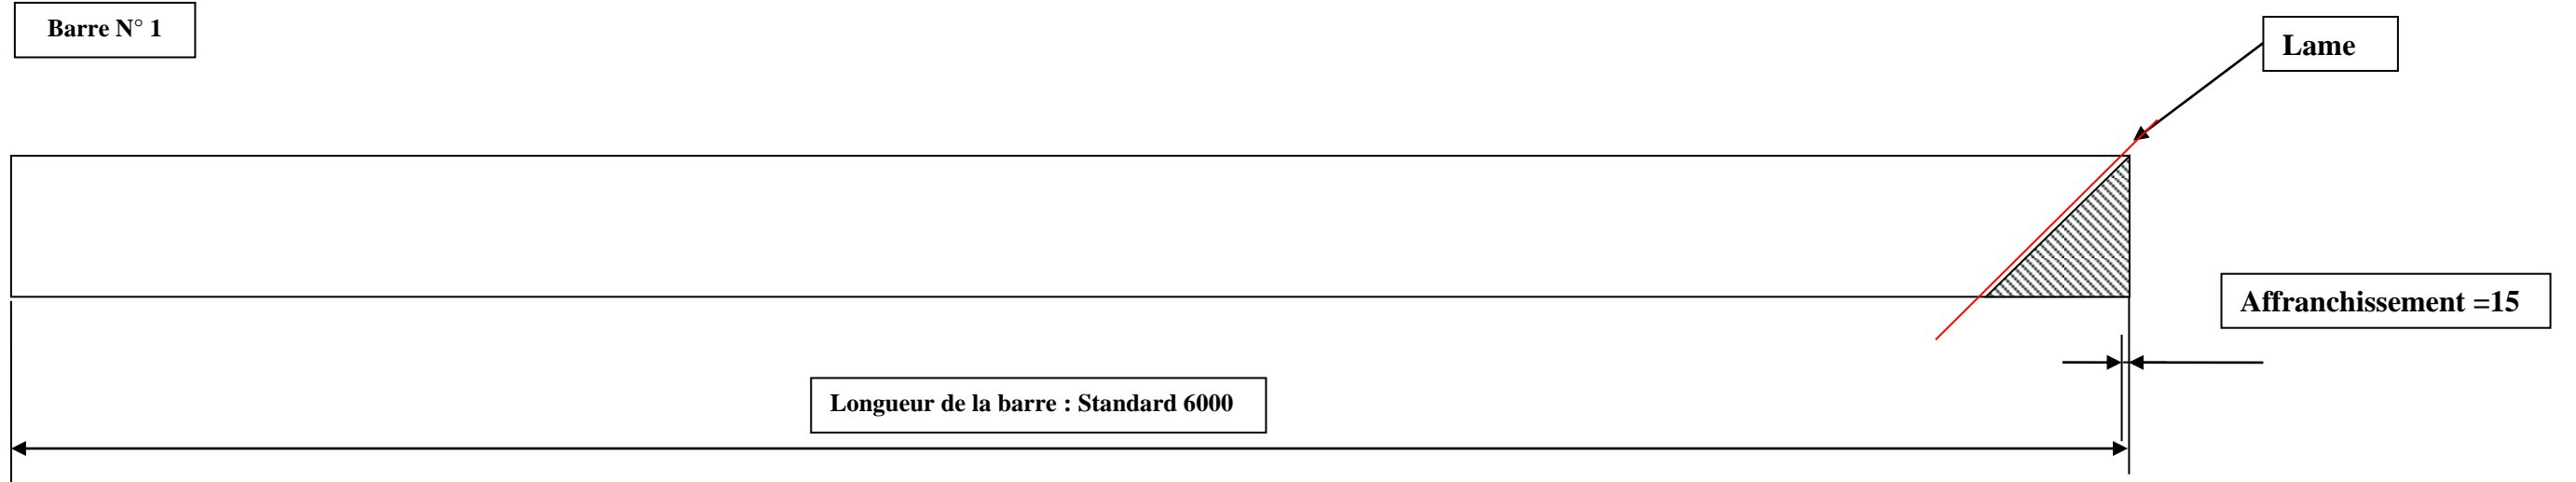 Barre N° 1
Lame
Affranchissement =15
Longueur de la barre : Standard 6000